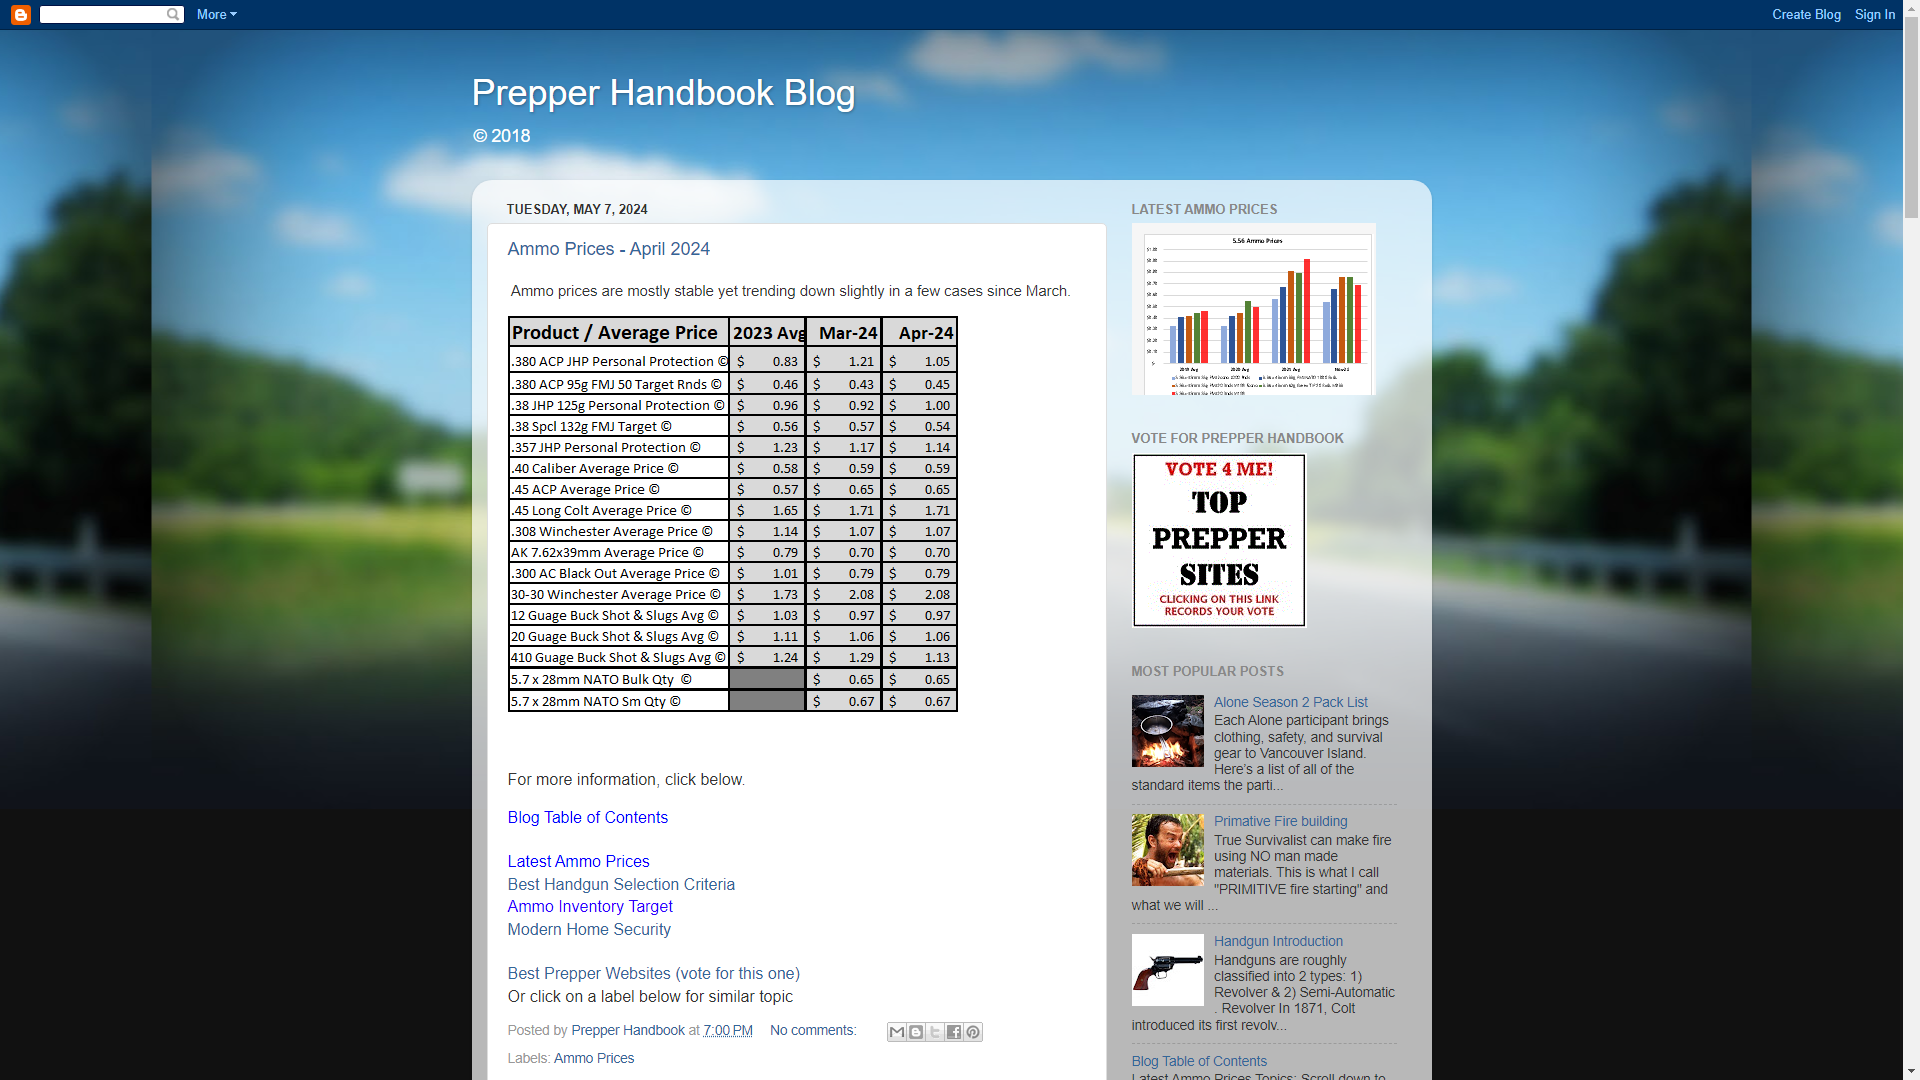 More
Create Blog
Sign In
Prepper Handbook Blog
© 2018
TUESDAY, MAY 7, 2024
Ammo Prices - April 2024
Ammo prices are mostly stable yet trending down slightly in a few cases since March.
Product / Average Price 2023 Avg Mar-24 Apr-24
.380 ACP JHP Personal Protection © $ 0.83 $ 1.21 $ 1.05
.380 ACP 95g FMJ 50 Target Rnds © $ 0.46 $ 0.43 $ 0.45
.38 JHP 125g Personal Protection © $ 0.96 $ 0.92 $ 1.00
.38 Spcl 132g FMJ Target © $ 0.56 $ 0.57 $ 0.54
.357 JHP Personal Protection © $ 1.23 $ 1.17 $ 1.14
.40 Caliber Average Price © $ 0.58 $ 0.59 $ 0.59
.45 ACP Average Price © $ 0.57 $ 0.65 $ 0.65
.45 Long Colt Average Price © $ 1.65 $ 1.71 $ 1.71
.308 Winchester Average Price © $ 1.14 $ 1.07 $ 1.07
AK 7.62x39mm Average Price © $ 0.79 $ 0.70 $ 0.70
.300 AC Black Out Average Price © $ 1.01 $ 0.79 $ 0.79
30-30 Winchester Average Price © $ 1.73 $ 2.08 $ 2.08
12 Guage Buck Shot & Slugs Avg © $ 1.03 $ 0.97 $ 0.97
20 Guage Buck Shot & Slugs Avg © $ 1.11 $ 1.06 $ 1.06
410 Guage Buck Shot & Slugs Avg © $ 1.24 $ 1.29 $ 1.13
5.7 x 28mm NATO Bulk Qty © $ 0.65 $ 0.65
5.7 x 28mm NATO Sm Qty © $ 0.67 $ 0.67
For more information, click below.
Blog Table of Contents
Latest Ammo Prices
Best Handgun Selection Criteria
Ammo Inventory Target
Modern Home Security
Best Prepper Websites (vote for this one)
Or click on a label below for similar topic
Posted by Prepper Handbook at 7:00 PM No comments:
Labels: Ammo Prices
LATEST AMMO PRICES
5.56 Ammo Prices
2019 Avg 2020 Avg 2021 Avg Nov-22
VOTE FOR PREPPER HANDBOOK
VOTE 4 ME!
TOP
PREPPER
SITES
CLICKING ON THIS LINK
RECORDS YOUR VOTE
MOST POPULAR POSTS
Alone Season 2 Pack List
Each Alone participant brings
clothing, safety, and survival
gear to Vancouver Island.
Here's a list of all of the
standard items the parti...
Primative Fire building
True Survivalist can make fire
using NO man made
materials. This is what I call
"PRIMITIVE fire starting" and
what we will ...
Handgun Introduction
Handguns are roughly
classified into 2 types: 1)
Revolver & 2) Semi-Automatic
. Revolver In 1871, Colt
introduced its first revolv...
Blog Table of Contents
Latest Ammo Prices Topics: Scroll down to